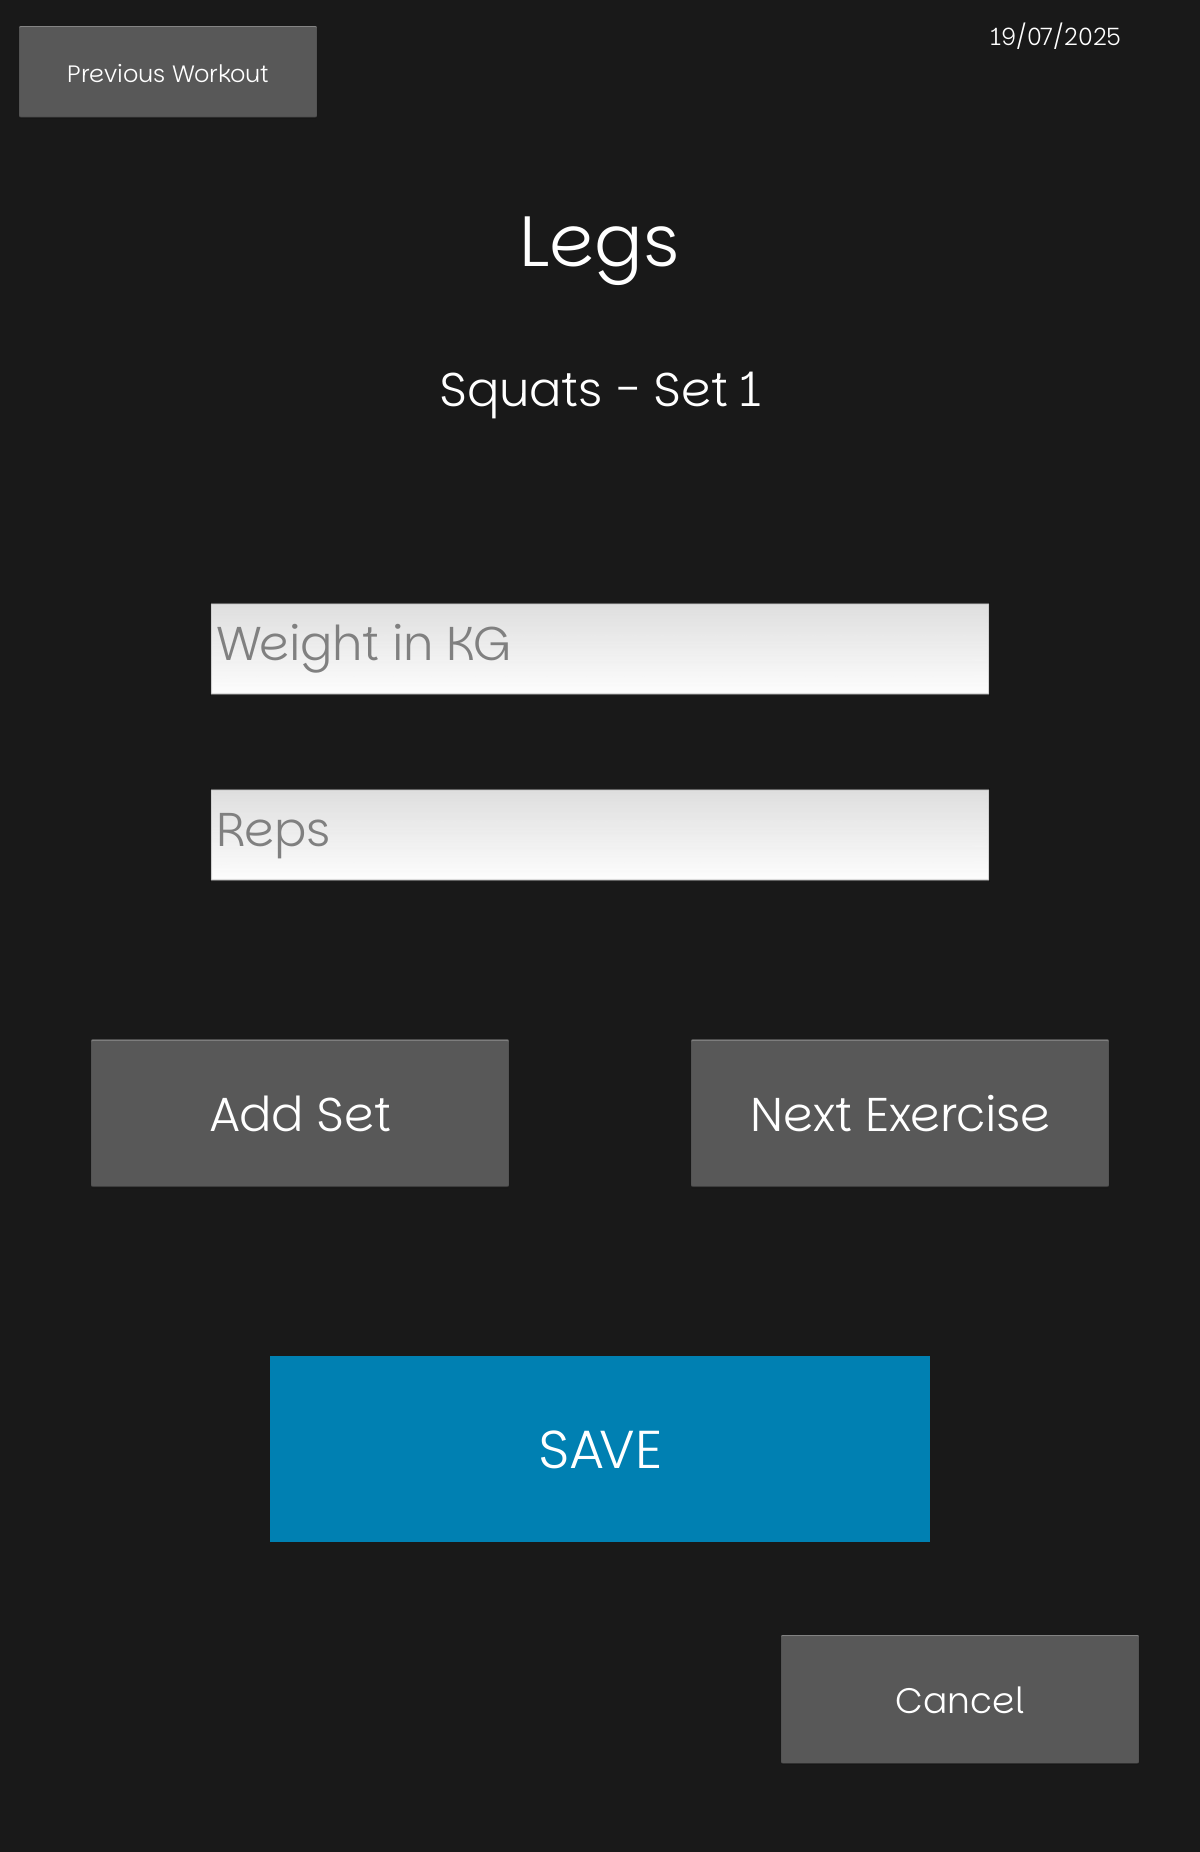 19/07/2025
Previous Workout
Legs
Squats - Set 1
Weight in KG
Reps
Add Set
Next Exercise
SAVE
Cancel